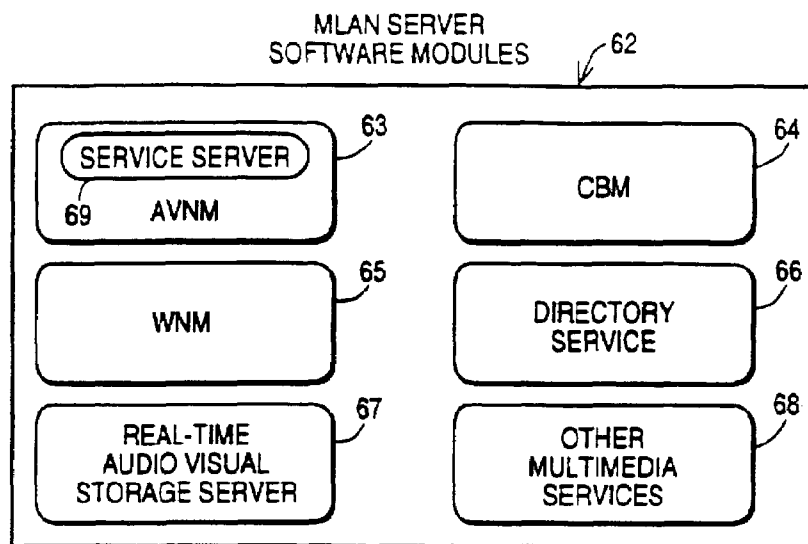 MLAN SERVER
SOFTWARE MODULES
62
SERVICE SERVER
63
69
AVNM
64
CBM
65
WNM
66
DIRECTORY
SERVICE
67
REAL-TIME
AUDIO VISUAL
STORAGE SERVER
68
OTHER
MULTIMEDIA
SERVICES